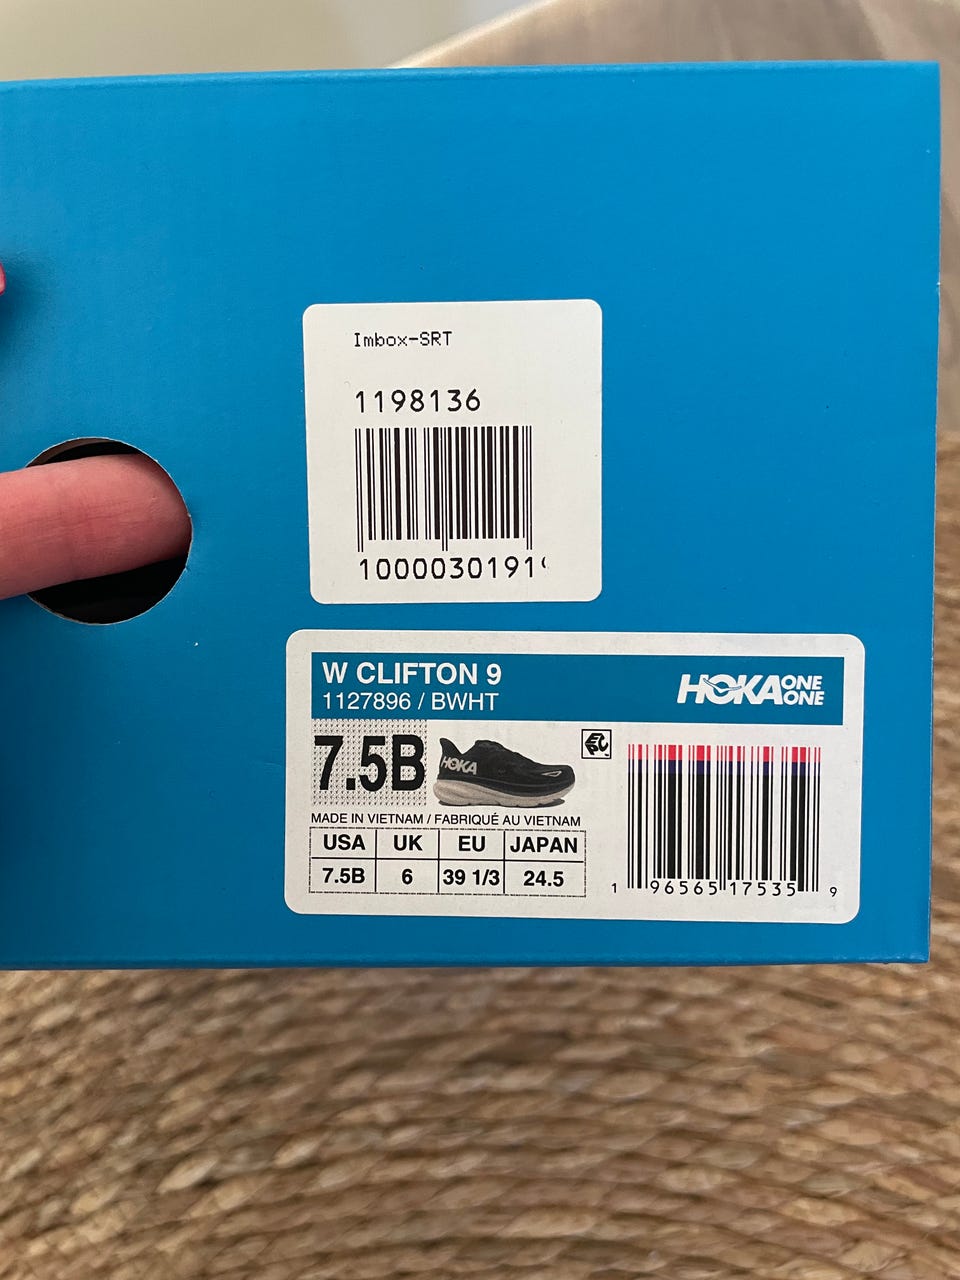 Imbox-SRT
1198136
1000030191
W CLIFTON 9
1127896 / BWHT
HOKA ONE ONE
7.5B
HOKA
MADE IN VIETNAM / FABRIQUÉ AU VIETNAM
USA UK EU JAPAN
7.5B 6 39 1/3 24.5
1 96565 17535 9